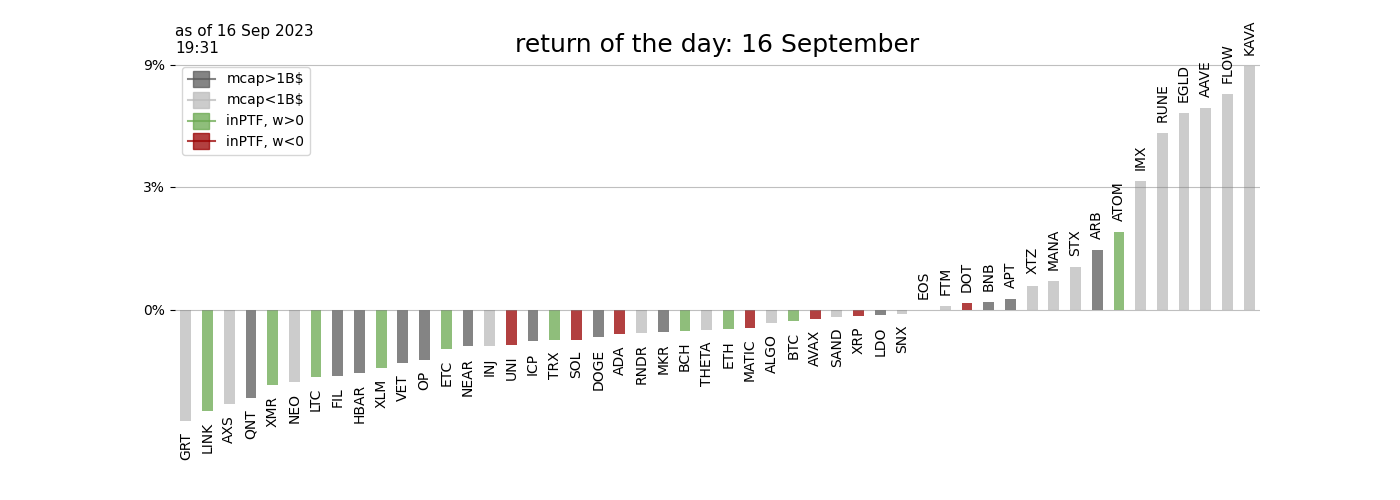 as of 16 Sep 2023
19:31
return of the day: 16 September
9%
3%
0%
mcap>1B$
mcap<1B$
inPTF, w>0
inPTF, w<0
GRT
LINK
AXS
QNT
XMR
NEO
LTC
FIL
HBAR
XLM
VET
OP
ETC
NEAR
INJ
UNI
ICP
TRX
SOL
DOGE
ADA
RNDR
MKR
BCH
THETA
ETH
MATIC
ALGO
BTC
AVAX
SAND
XRP
LDO
SNX
EOS
FTM
DOT
BNB
APT
XTZ
MANA
STX
ARB
ATOM
IMX
RUNE
EGLD
AAVE
FLOW
KAVA